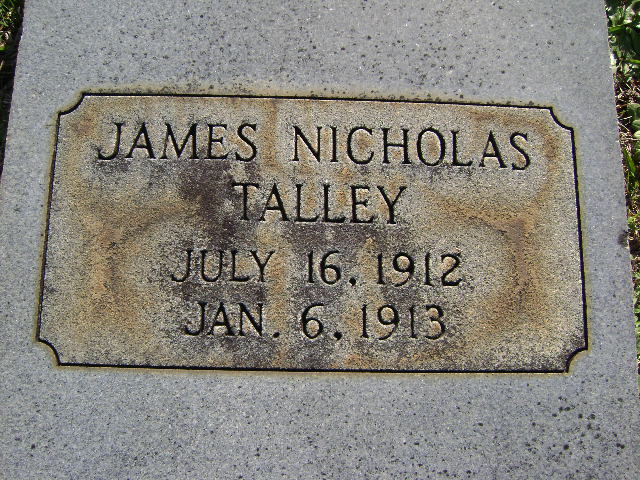 JAMES NICHOLAS
TALLEY
JULY 16, 1912
JAN. 6, 1913